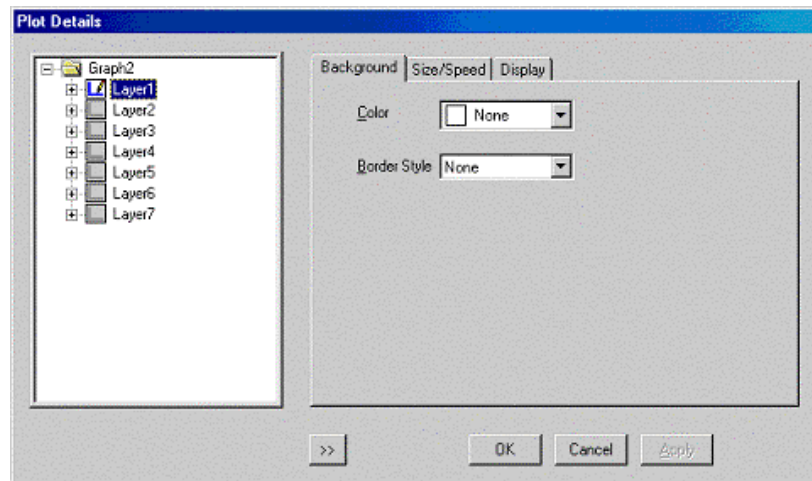 Plot Details
Graph2
Layer1
Layer2
Layer3
Layer4
Layer5
Layer6
Layer7
Background Size/Speed Display
Color None
Border Style None
>> OK Cancel Apply